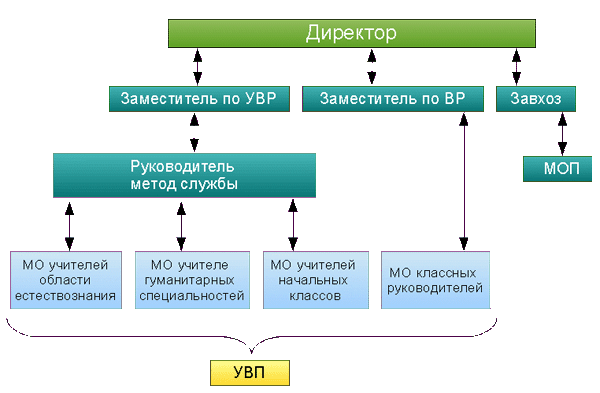 Директор
Заместитель по УВР
Заместитель по ВР
Завхоз
Руководитель
метод службы
МОП
МО учителей
области
естествознания
МО учителе
гуманитарных
специальностей
МО учителей
начальных
классов
МО классных
руководителей
УВП